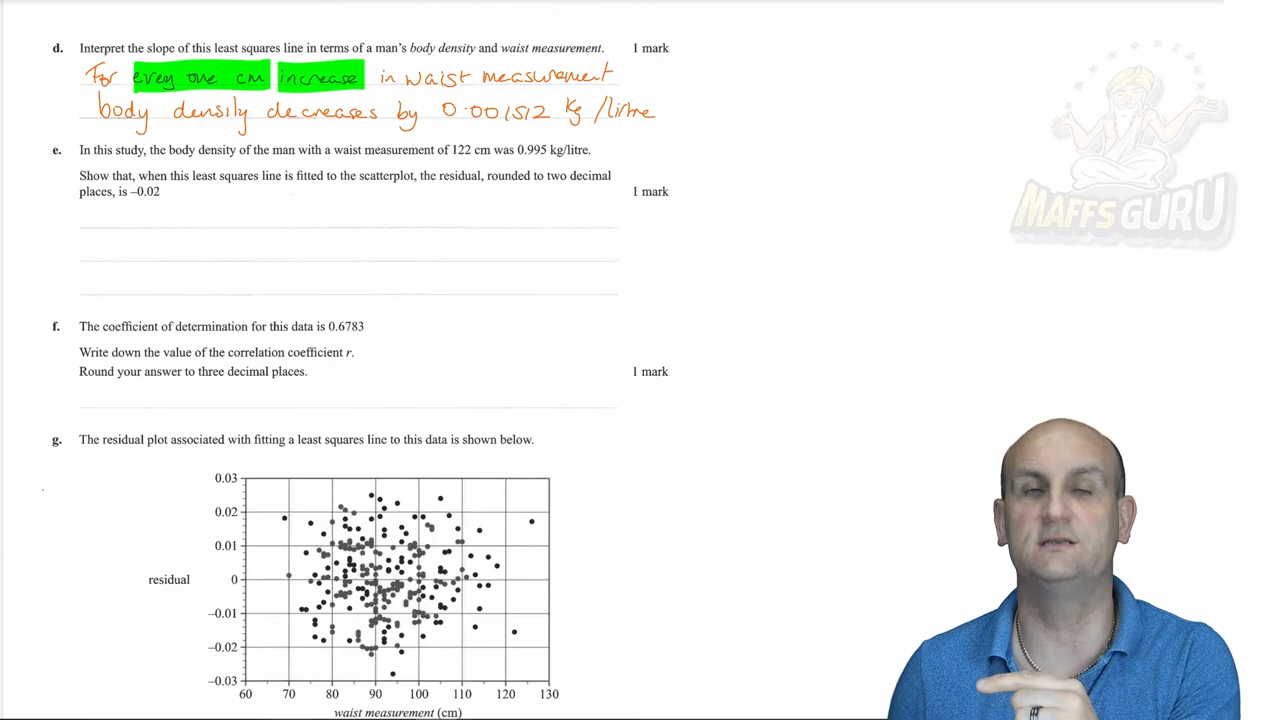 d. Interpret the slope of this least squares line in terms of a man's body density and waist measurement. 1 mark
For every one cm increase in waist measurement
body density decreases by 0.001512 kg/litre
e. In this study, the body density of the man with a waist measurement of 122 cm was 0.995 kg/litre.
Show that, when this least squares line is fitted to the scatterplot, the residual, rounded to two decimal
places, is –0.02 1 mark
f. The coefficient of determination for this data is 0.6783
Write down the value of the correlation coefficient r.
Round your answer to three decimal places. 1 mark
g. The residual plot associated with fitting a least squares line to this data is shown below.
0.03
0.02
0.01
residual 0
–0.01
–0.02
–0.03
60 70 80 90 100 110 120 130
waist measurement (cm)
MAFFS GURU